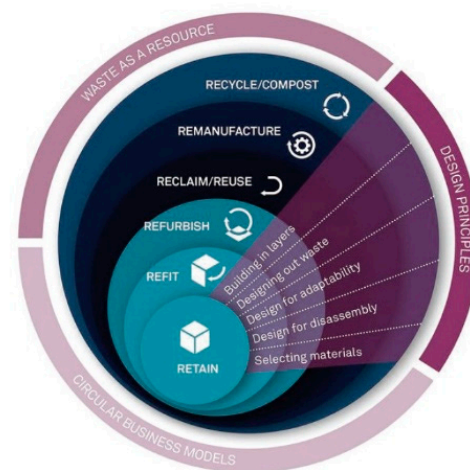 WASTE AS A RESOURCE
RECYCLE/COMPOST
REMANUFACTURE
RECLAIM/REUSE
REFURBISH
REFIT
RETAIN
Building in layers
Designing out waste
Design for adaptability
Design for disassembly
Selecting materials
DESIGN PRINCIPLES
CIRCULAR BUSINESS MODELS